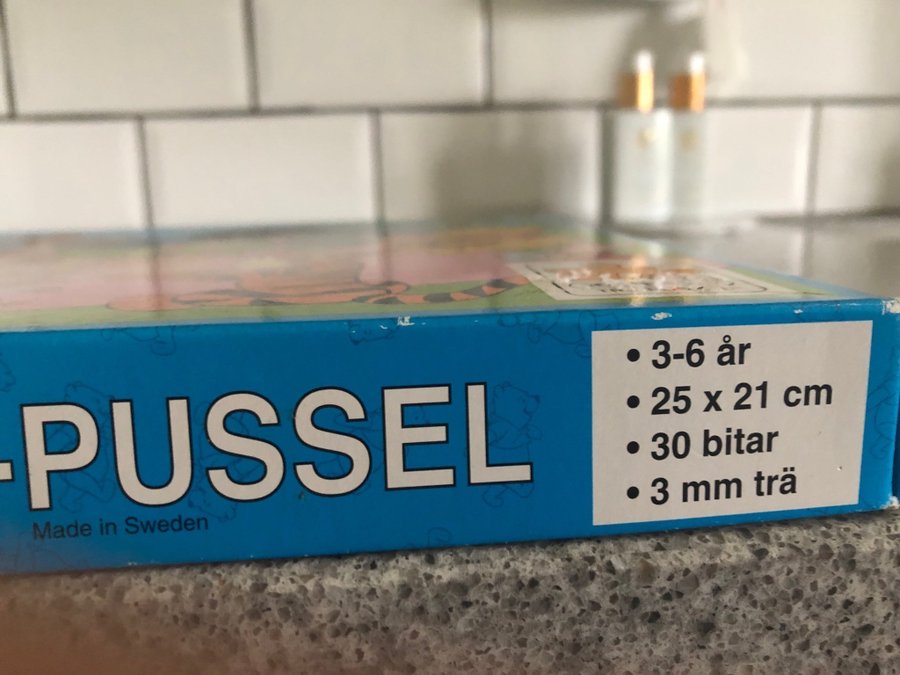 -PUSSEL
Made in Sweden
• 3-6 år
• 25 x 21 cm
• 30 bitar
• 3 mm trä